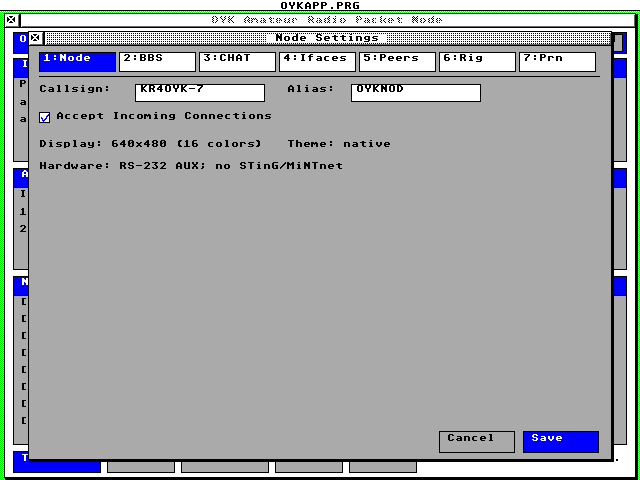 OYKAPP.PRG
OYK Amateur Radio Packet Node
Node Settings
1:Node 2:BBS 3:CHAT 4:Ifaces 5:Peers 6:Rig 7:Prn
Callsign: KR4OYK-7 Alias: OYKNOD
Accept Incoming Connections
Display: 640x480 (16 colors) Theme: native
Hardware: RS-232 AUX; no STinG/MiNTnet
Cancel Save